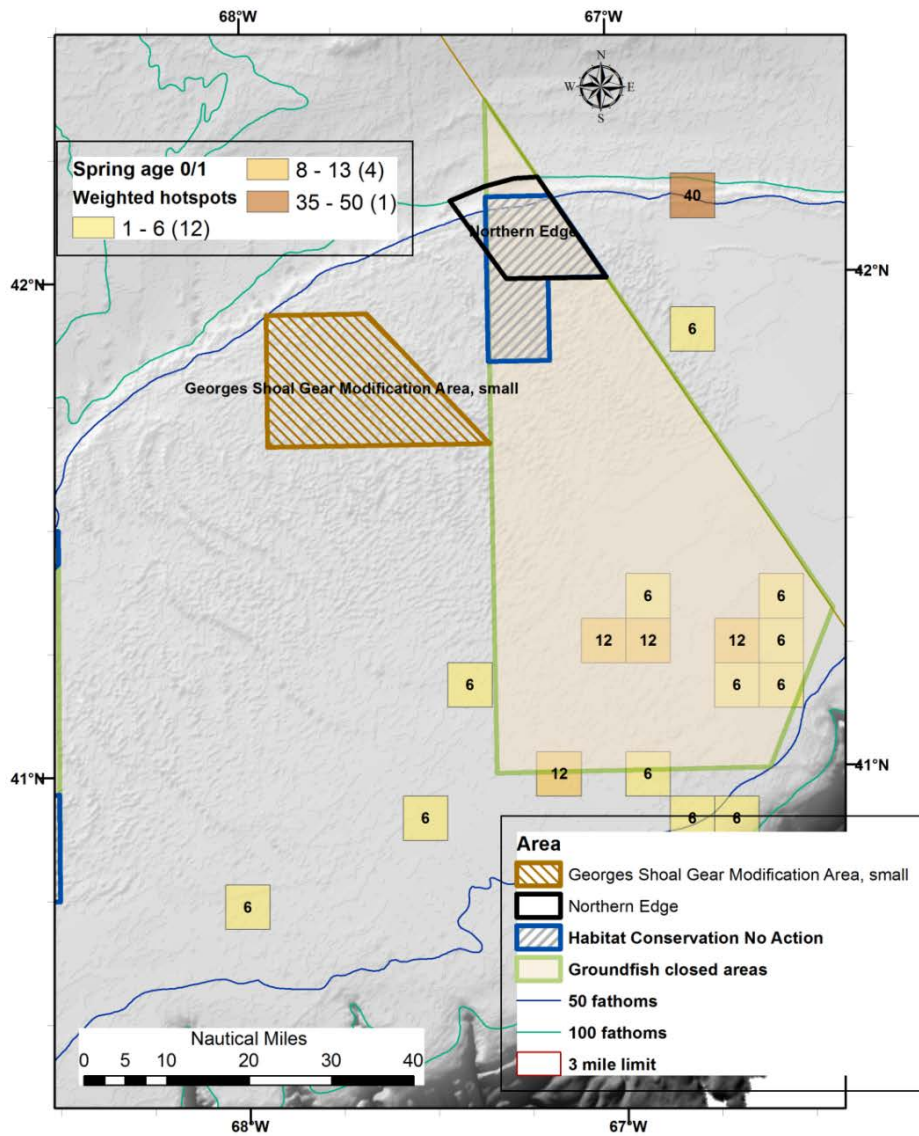 68°W 67°W
N
W E
S
Spring age 0/1
Weighted hotspots
1 - 6 (12)
8 - 13 (4)
35 - 50 (1)
40
Northern Edge
42°N 42°N
6
Georges Shoal Gear Modification Area, small
6 6
12 12 12 6
6 6 6
41°N 41°N
12 6
6 6 6
6
Area
Georges Shoal Gear Modification Area, small
Northern Edge
Habitat Conservation No Action
Groundfish closed areas
50 fathoms
100 fathoms
3 mile limit
Nautical Miles
0 5 10 20 30 40
68°W 67°W